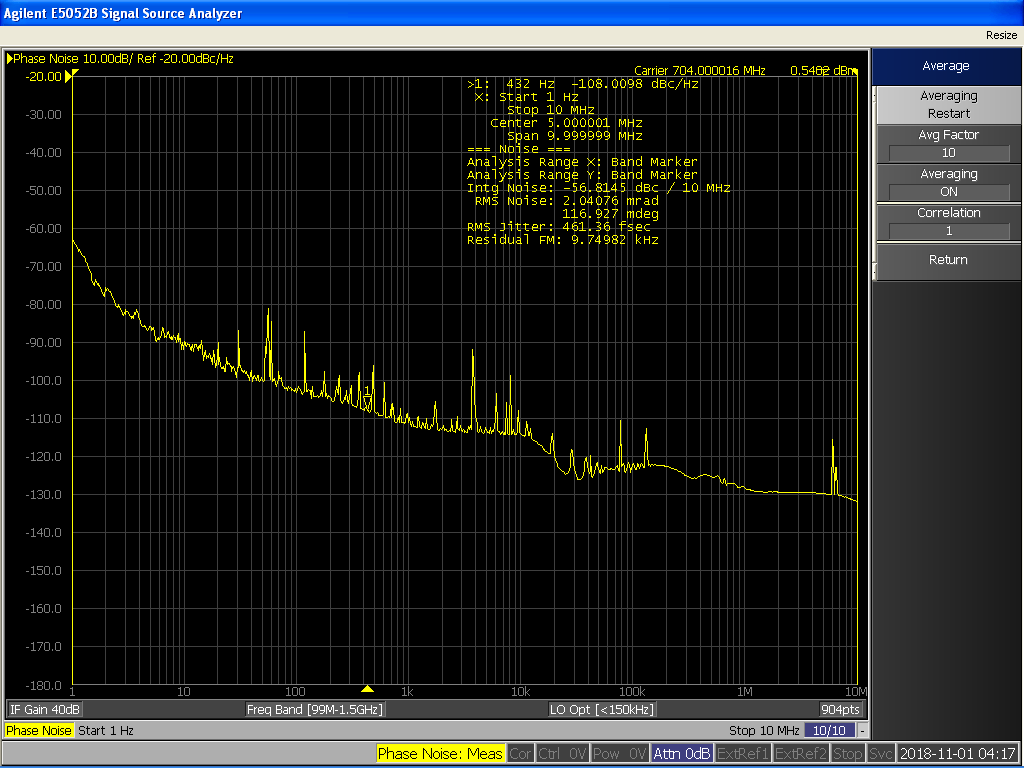 Agilent E5052B Signal Source Analyzer
Resize
Phase Noise 10.00dB/ Ref -20.00dBc/Hz
Carrier 704.000016 MHz 0.5402 dBm
>1: 432 Hz -108.0098 dBc/Hz
X: Start 1 Hz
Stop 10 MHz
Center 5.000001 MHz
Span 9.999999 MHz
=== Noise ===
Analysis Range X: Band Marker
Analysis Range Y: Band Marker
Intg Noise: -56.8145 dBc / 10 MHz
RMS Noise: 2.04076 mrad
116.927 mdeg
RMS Jitter: 461.36 fsec
Residual FM: 9.74982 kHz
-20.00
-30.00
-40.00
-50.00
-60.00
-70.00
-80.00
-90.00
-100.0
-110.0
-120.0
-130.0
-140.0
-150.0
-160.0
-170.0
-180.0
1
1 10 100 1k 10k 100k 1M 10M
IF Gain 40dB Freq Band [99M-1.5GHz] LO Opt [<150kHz] 904pts
Phase Noise Start 1 Hz Stop 10 MHz 10/10 -
Phase Noise: Meas Cor Ctrl 0V Pow 0V Attn 0dB ExtRef1 ExtRef2 Stop Svc 2018-11-01 04:17
Average
Averaging
Restart
Avg Factor
10
Averaging
ON
Correlation
1
Return